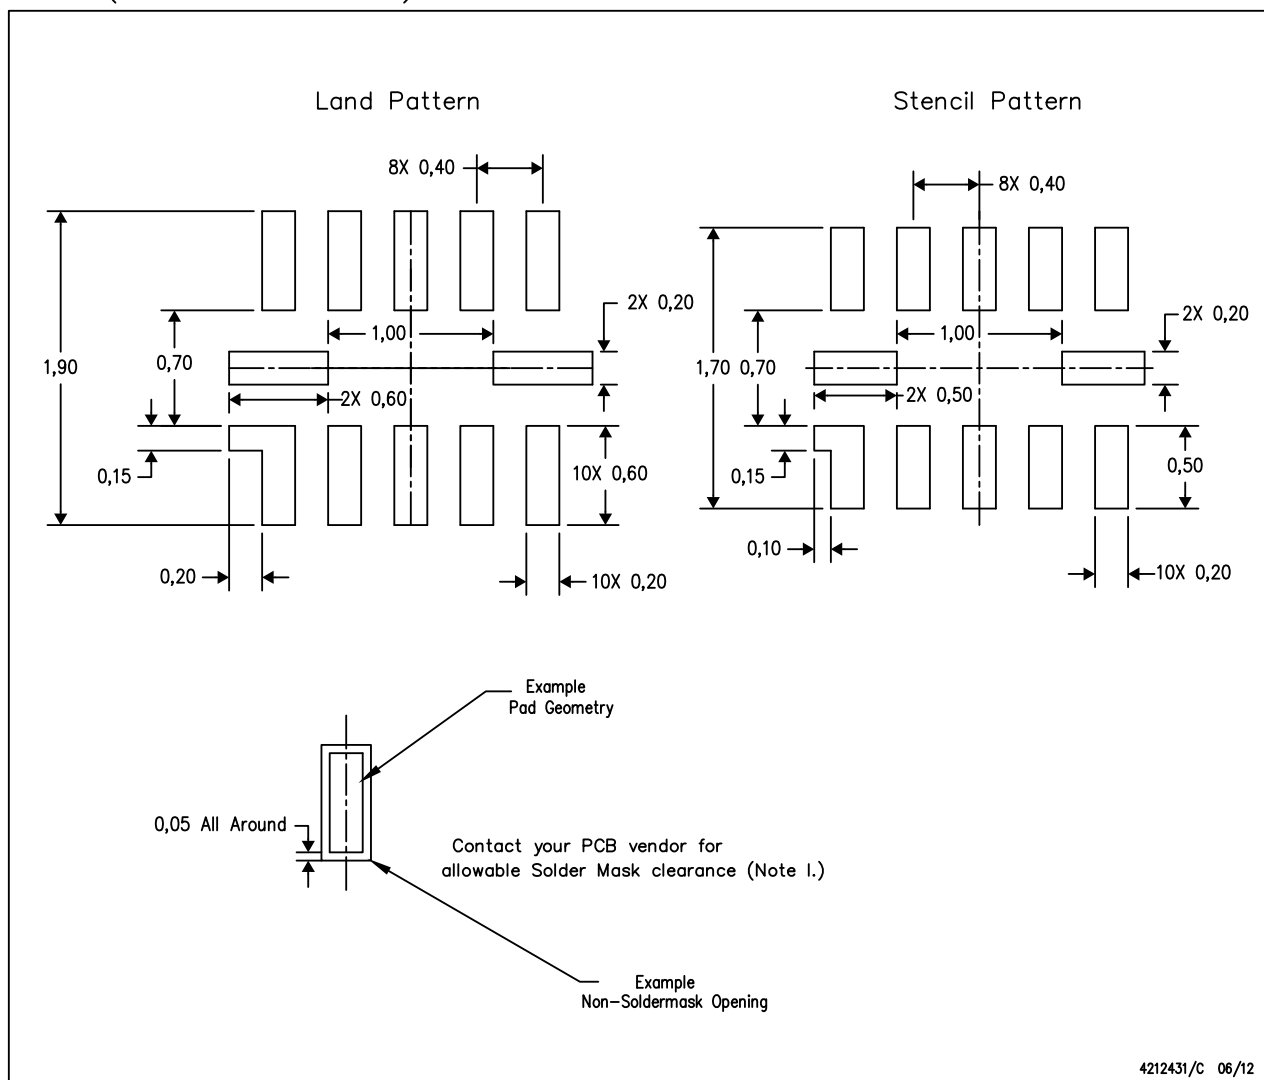 Land Pattern
Stencil Pattern
8X 0,40
8X 0,40
2X 0,20
2X 0,20
1,00
1,00
1,90
0,70
1,70
0,70
2X 0,60
2X 0,50
0,15
10X 0,60
0,15
0,50
0,20
10X 0,20
0,10
10X 0,20
Example
Pad Geometry
0,05 All Around
Contact your PCB vendor for
allowable Solder Mask clearance (Note I.)
Example
Non-Soldermask Opening
4212431/C 06/12